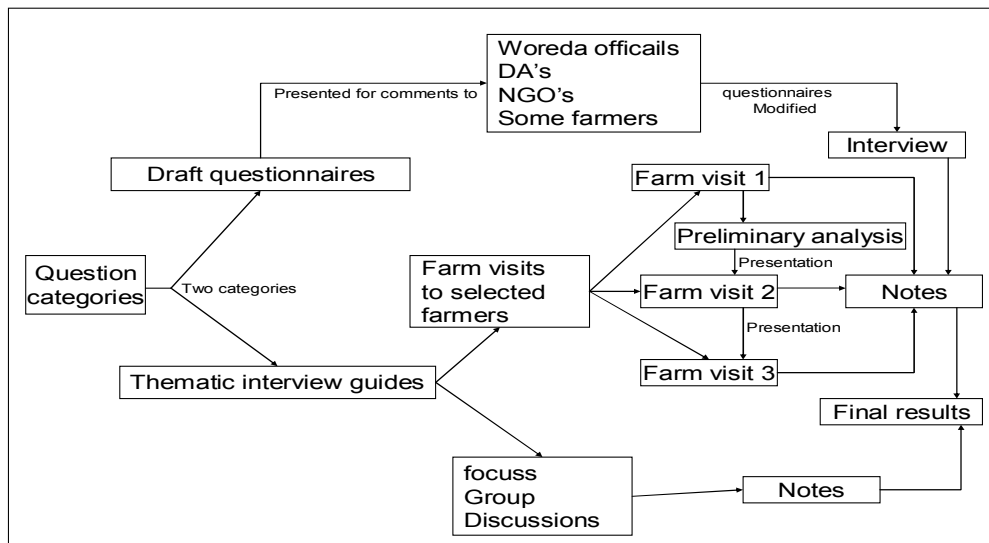 Woreda officails
DA's
NGO's
Some farmers
Presented for comments to
questionnaires
Modified
Interview
Draft questionnaires
Farm visit 1
Preliminary analysis
Presentation
Question
categories
Two categories
Farm visits
to selected
farmers
Farm visit 2
Notes
Presentation
Thematic interview guides
Farm visit 3
Final results
focuss
Group
Discussions
Notes